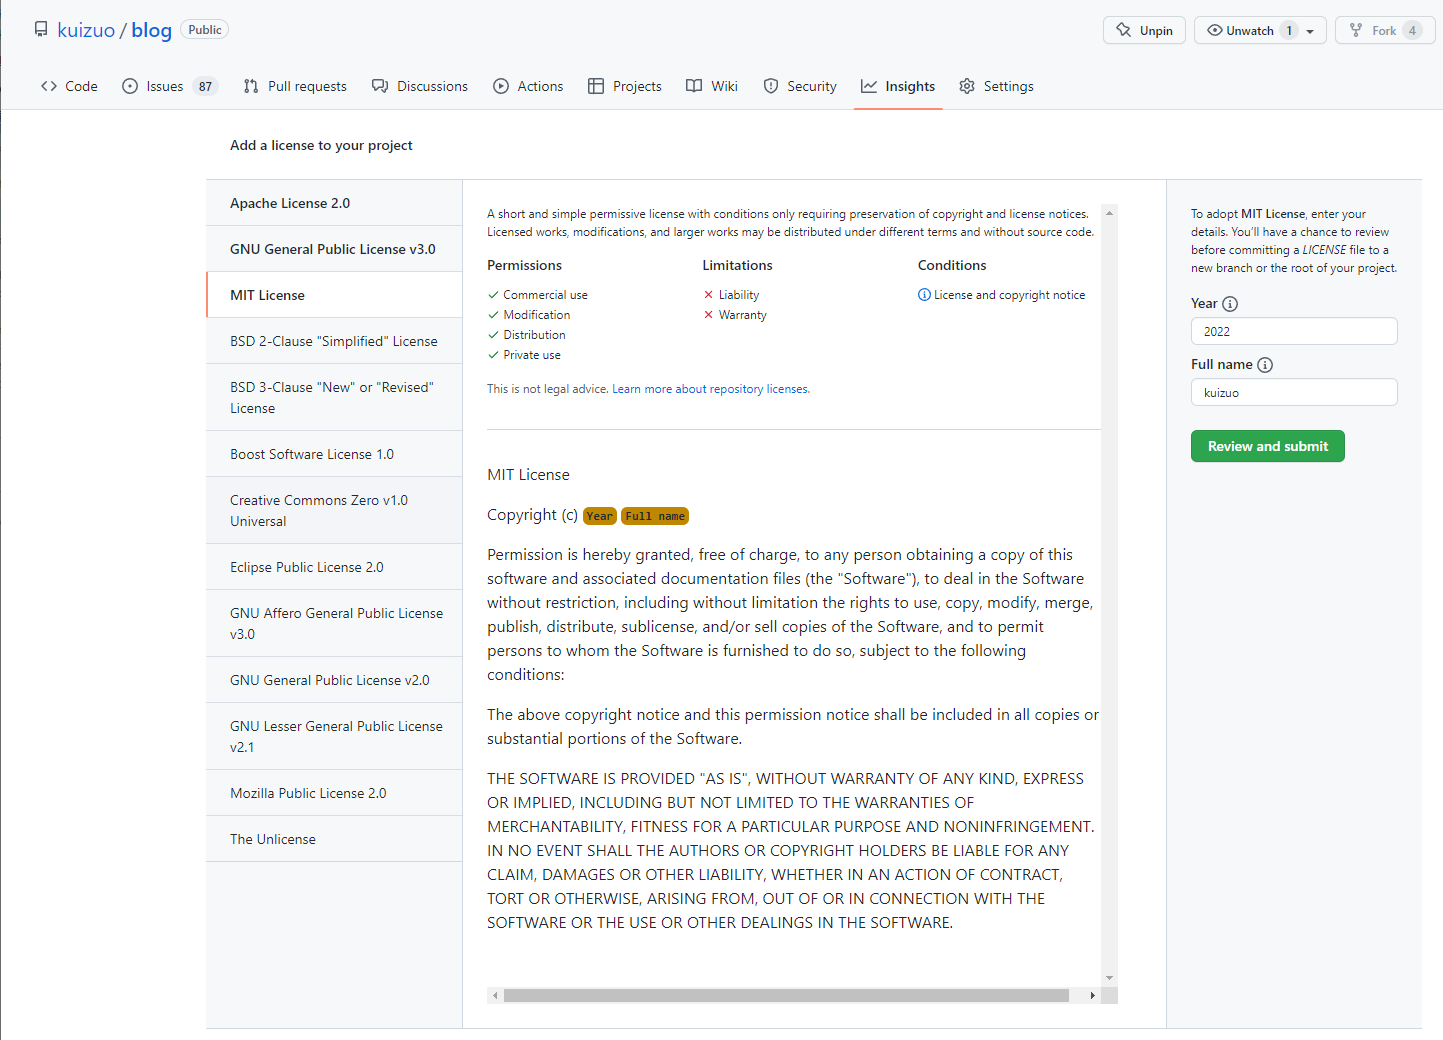 kuizuo / blog Public
Unpin
Unwatch 1
Fork 4
Code
Issues 87
Pull requests
Discussions
Actions
Projects
Wiki
Security
Insights
Settings
Add a license to your project
Apache License 2.0
GNU General Public License v3.0
MIT License
BSD 2-Clause "Simplified" License
BSD 3-Clause "New" or "Revised"
License
Boost Software License 1.0
Creative Commons Zero v1.0
Universal
Eclipse Public License 2.0
GNU Affero General Public License
v3.0
GNU General Public License v2.0
GNU Lesser General Public License
v2.1
Mozilla Public License 2.0
The Unlicense
A short and simple permissive license with conditions only requiring preservation of copyright and license notices.
Licensed works, modifications, and larger works may be distributed under different terms and without source code.
Permissions
Commercial use
Modification
Distribution
Private use
Limitations
Liability
Warranty
Conditions
License and copyright notice
This is not legal advice. Learn more about repository licenses.
MIT License
Copyright (c) Year Full name
Permission is hereby granted, free of charge, to any person obtaining a copy of this
software and associated documentation files (the "Software"), to deal in the Software
without restriction, including without limitation the rights to use, copy, modify, merge,
publish, distribute, sublicense, and/or sell copies of the Software, and to permit
persons to whom the Software is furnished to do so, subject to the following
conditions:
The above copyright notice and this permission notice shall be included in all copies or
substantial portions of the Software.
THE SOFTWARE IS PROVIDED "AS IS", WITHOUT WARRANTY OF ANY KIND, EXPRESS
OR IMPLIED, INCLUDING BUT NOT LIMITED TO THE WARRANTIES OF
MERCHANTABILITY, FITNESS FOR A PARTICULAR PURPOSE AND NONINFRINGEMENT.
IN NO EVENT SHALL THE AUTHORS OR COPYRIGHT HOLDERS BE LIABLE FOR ANY
CLAIM, DAMAGES OR OTHER LIABILITY, WHETHER IN AN ACTION OF CONTRACT,
TORT OR OTHERWISE, ARISING FROM, OUT OF OR IN CONNECTION WITH THE
SOFTWARE OR THE USE OR OTHER DEALINGS IN THE SOFTWARE.
To adopt MIT License, enter your
details. You'll have a chance to review
before committing a LICENSE file to a
new branch or the root of your project.
Year
2022
Full name
kuizuo
Review and submit